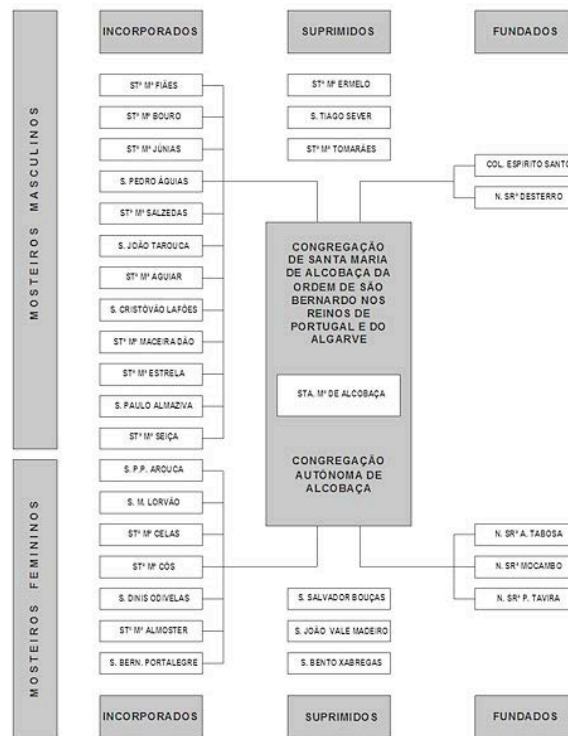 INCORPORADOS
SUPRIMIDOS
FUNDADOS
MOSTEIROS MASCULINOS
STª Mª FIÃES
STª Mª BOURO
STª Mª JÚNIAS
S. PEDRO ÁGUIAS
STª Mª SALZEDAS
S. JOÃO TAROUCA
STª Mª AGUIAR
S. CRISTÓVÃO LAFÕES
STª Mª MACEIRA DÃO
STª Mª ESTRELA
S. PAULO ALMAZIVA
STª Mª SEIÇA
STª Mª ERMELO
S. TIAGO SEVER
STª Mª TOMARÃES
COL. ESPIRITO SANTO
N. SRª DESTERRO
CONGREGAÇÃO
DE SANTA MARIA
DE ALCOBAÇA DA
ORDEM DE SÃO
BERNARDO NOS
REINOS DE
PORTUGAL E DO
ALGARVE
STA. Mª DE ALCOBAÇA
CONGREGAÇÃO
AUTÓNOMA DE
ALCOBAÇA
MOSTEIROS FEMININOS
S. P.P. AROUCA
S. M. LORVÃO
STª Mª CELAS
STª Mª CÓS
S. DINIS ODIVELAS
STª Mª ALMOSTER
S. BERN. PORTALEGRE
S. SALVADOR BOUÇAS
S. JOÃO VALE MADEIRO
S. BENTO XABREGAS
N. SRª A. TABOSA
N. SRª MOCAMBO
N. SRª P. TAVIRA
INCORPORADOS
SUPRIMIDOS
FUNDADOS